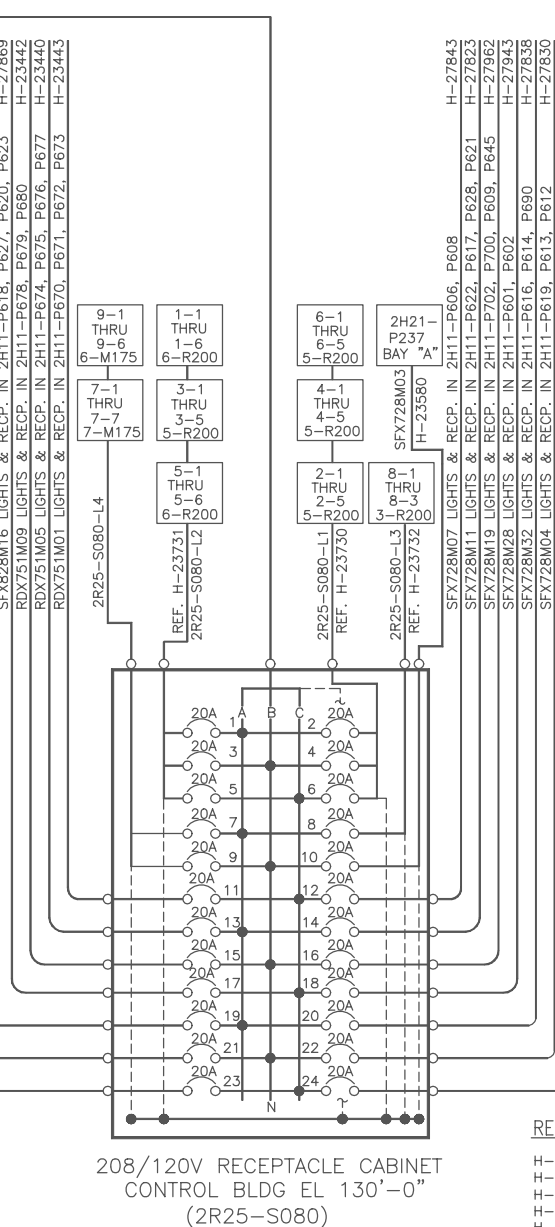 SFX828M16 LIGHTS & RECP. IN 2H11-P618, P627, P620, P623 H-27869
RDX751M09 LIGHTS & RECP. IN 2H11-P678, P679, P680 H-23442
RDX751M05 LIGHTS & RECP. IN 2H11-P674, P675, P676, P677 H-23440
RDX751M01 LIGHTS & RECP. IN 2H11-P670, P671, P672, P673 H-23443
9-1
THRU
9-6
6-M175
7-1
THRU
7-7
7-M175
2R25-S080-L4
1-1
THRU
1-6
6-R200
3-1
THRU
3-5
5-R200
5-1
THRU
5-6
6-R200
REF. H-23731
2R25-S080-L2
6-1
THRU
6-5
5-R200
4-1
THRU
4-5
5-R200
2-1
THRU
2-5
5-R200
2R25-S080-L1
REF. H-23730
2H21-
P237
BAY "A"
SFX728M03
H-23580
8-1
THRU
8-3
3-R200
2R25-S080-L3
REF. H-23732
SFX728M07 LIGHTS & RECP. IN 2H11-P606, P608 H-27843
SFX728M11 LIGHTS & RECP. IN 2H11-P622, P617, P628, P621 H-27823
SFX728M19 LIGHTS & RECP. IN 2H11-P702, P700, P609, P645 H-27962
SFX728M28 LIGHTS & RECP. IN 2H11-P601, P602 H-27943
SFX728M32 LIGHTS & RECP. IN 2H11-P616, P614, P690 H-27838
SFX728M04 LIGHTS & RECP. IN 2H11-P619, P613, P612 H-27830
A B C
20A 1 2 20A
20A 3 4 20A
20A 5 6 20A
20A 7 8 20A
20A 9 10 20A
20A 11 12 20A
20A 13 14 20A
20A 15 16 20A
20A 17 18 20A
20A 19 20 20A
20A 21 22 20A
20A 23 24 20A
N
208/120V RECEPTACLE CABINET
CONTROL BLDG EL 130'-0"
(2R25-S080)
RE
H-
H-
H-
H-